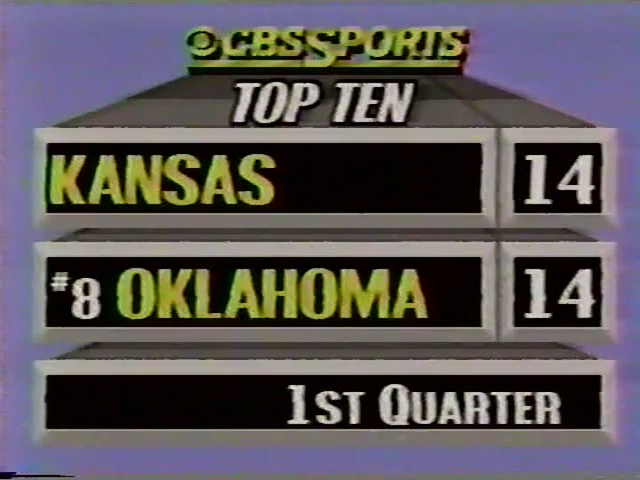 CBS SPORTS
TOP TEN
KANSAS 14
#8 OKLAHOMA 14
1ST QUARTER